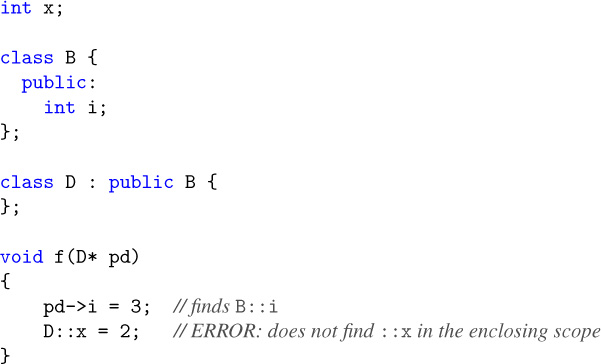 int x;
class B {
public:
int i;
};
class D : public B {
};
void f(D* pd)
{
pd->i = 3; // finds B::i
D::x = 2; // ERROR: does not find ::x in the enclosing scope
}